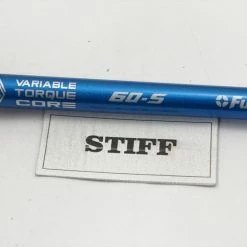 VARIABLE
TORQUE
CORE
60-S
STIFF